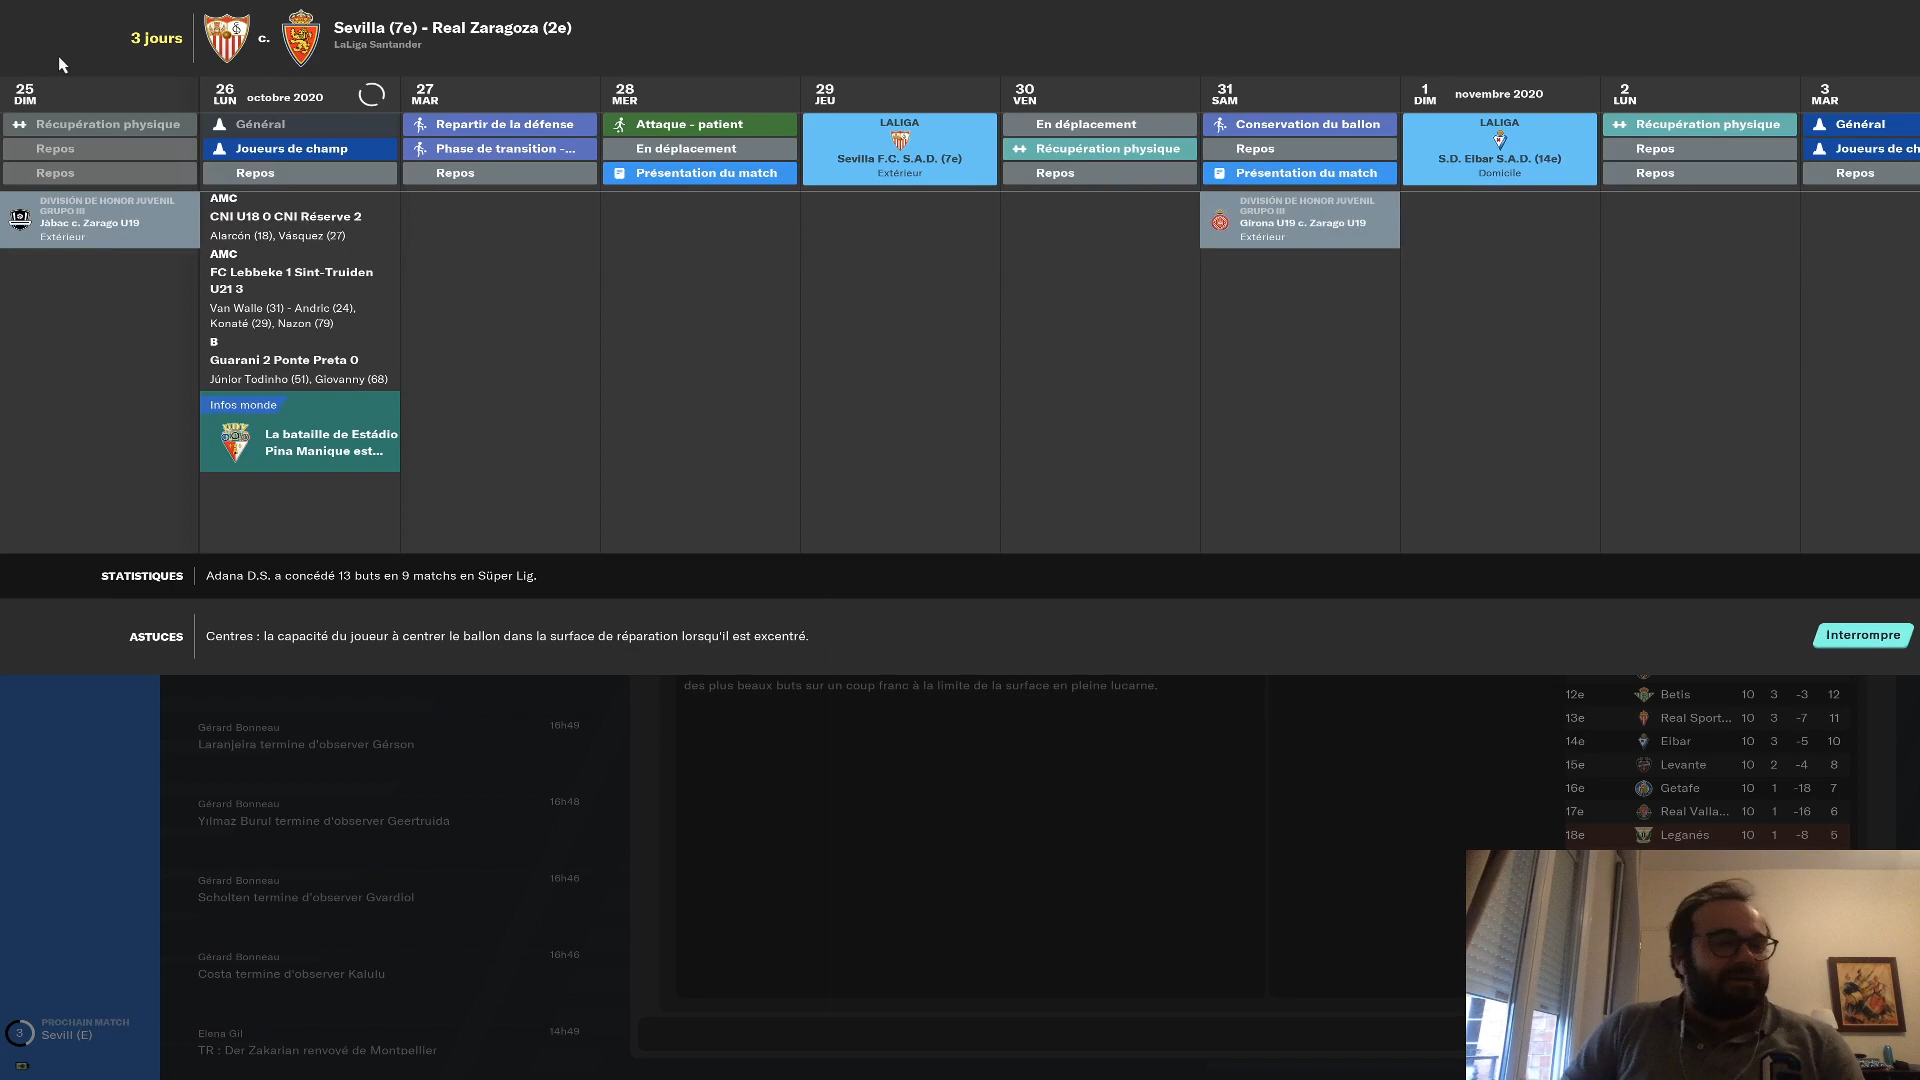 3 jours
c.
Sevilla (7e) - Real Zaragoza (2e)
LaLiga Santander
25
DIM
26
LUN octobre 2020
27
MAR
28
MER
29
JEU
30
VEN
31
SAM
1
DIM novembre 2020
2
LUN
3
MAR
Récupération physique
Repos
Repos
Général
Joueurs de champ
Repos
Repartir de la défense
Phase de transition -...
Repos
Attaque - patient
En déplacement
Présentation du match
LALIGA
Sevilla F.C. S.A.D. (7e)
Extérieur
En déplacement
Récupération physique
Repos
Conservation du ballon
Repos
Présentation du match
LALIGA
S.D. Eibar S.A.D. (14e)
Domicile
Récupération physique
Repos
Repos
Général
Joueurs de ch
Repos
DIVISIÓN DE HONOR JUVENIL
GRUPO III
Jàbac c. Zarago U19
Extérieur
AMC
CNI U18 0 CNI Réserve 2
Alarcón (18), Vásquez (27)
AMC
FC Lebbeke 1 Sint-Truiden
U21 3
Van Walle (31) - Andric (24),
Konaté (29), Nazon (79)
B
Guarani 2 Ponte Preta 0
Júnior Todinho (51), Giovanny (68)
Infos monde
La bataille de Estádio
Pina Manique est...
DIVISIÓN DE HONOR JUVENIL
GRUPO III
Girona U19 c. Zarago U19
Extérieur
STATISTIQUES
Adana D.S. a concédé 13 buts en 9 matchs en Süper Lig.
ASTUCES
Centres : la capacité du joueur à centrer le ballon dans la surface de réparation lorsqu'il est excentré.
Interrompre
des plus beaux buts sur un coup franc à la limite de la surface en pleine lucarne.
Gérard Bonneau 16h49
Laranjeira termine d'observer Gérson
Gérard Bonneau 16h48
Yılmaz Burul termine d'observer Geertruida
Gérard Bonneau 16h46
Scholten termine d'observer Gvardiol
Gérard Bonneau 16h46
Costa termine d'observer Kalulu
Elena Gil 14h49
TR : Der Zakarian renvoyé de Montpellier
12e Betis 10 3 -3 12
13e Real Sport... 10 3 -7 11
14e Eibar 10 3 -5 10
15e Levante 10 2 -4 8
16e Getafe 10 1 -18 7
17e Real Valla... 10 1 -16 6
18e Leganés 10 1 -8 5
3
PROCHAIN MATCH
Sevill (E)